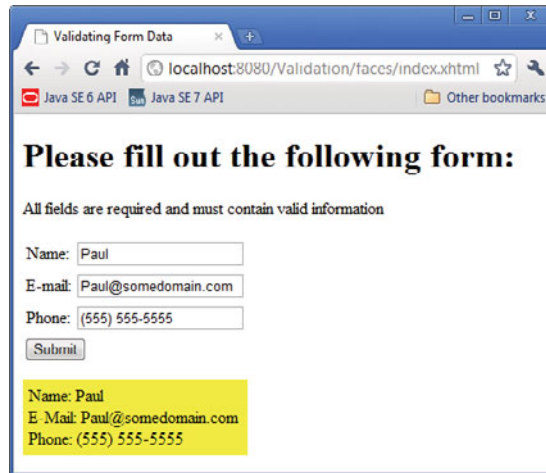 Validating Form Data
localhost:8080/Validation/faces/index.xhtml
Java SE 6 API Sun Java SE 7 API Other bookmarks
Please fill out the following form:
All fields are required and must contain valid information
Name: Paul
E-mail: Paul@somedomain.com
Phone: (555) 555-5555
Submit
Name: Paul
E-Mail: Paul@somedomain.com
Phone: (555) 555-5555